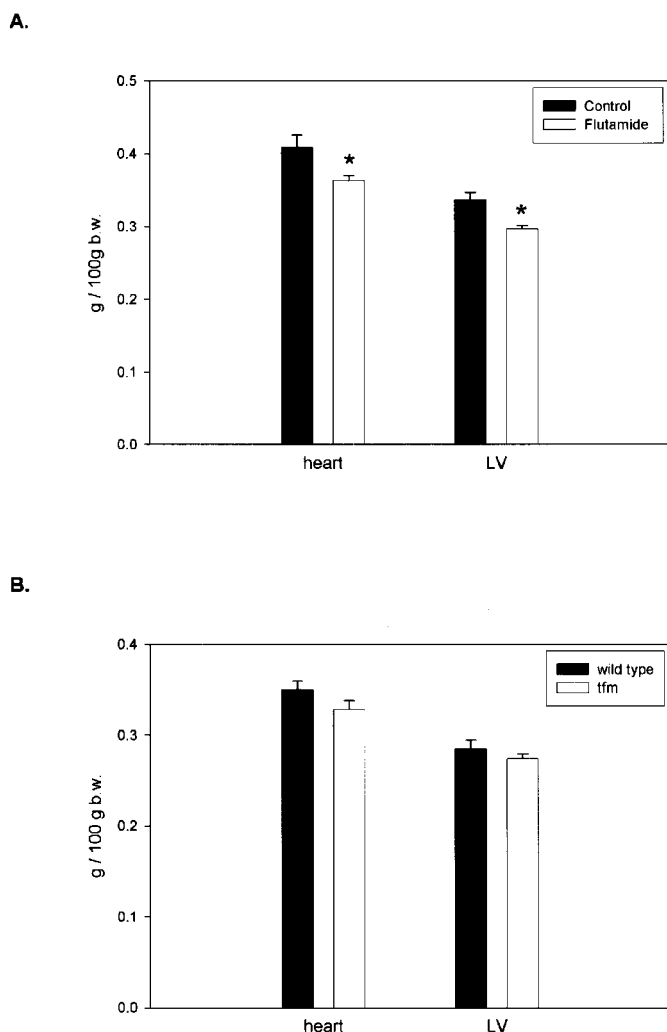 A.
0.5
0.4
0.3
0.2
0.1
0.0
g / 100g b.w.
Control
Flutamide
*
*
heart LV
B.
0.4
0.3
0.2
0.1
0.0
g / 100 g b.w.
wild type
tfm
heart LV